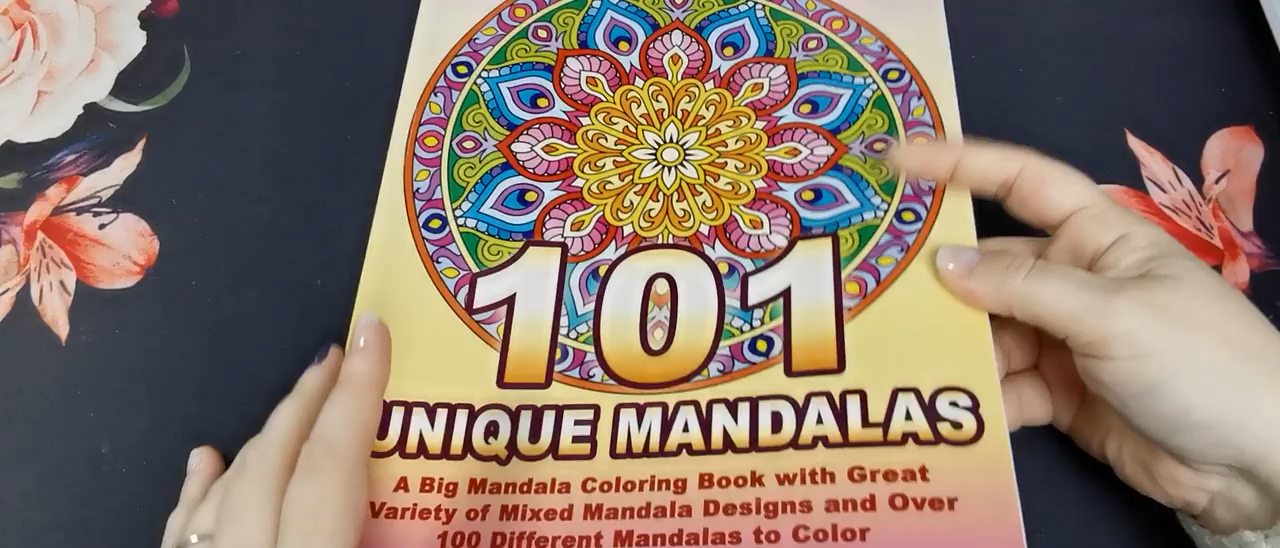 101
UNIQUE MANDALAS
A Big Mandala Coloring Book with Great
Variety of Mixed Mandala Designs and Over
100 Different Mandalas to Color